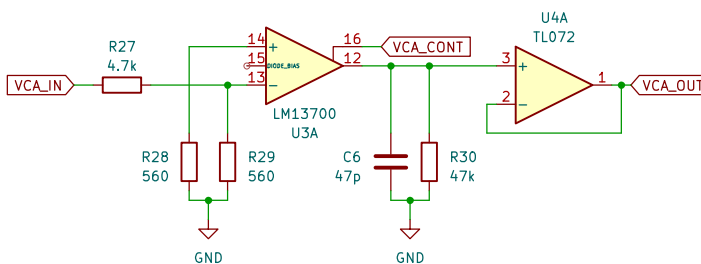 U4A
TL072
R27
4.7k
VCA_IN
14
+
15
DIODE_BIAS
13
−
16
VCA_CONT
12
LM13700
U3A
3
+
2
−
1
VCA_OUT
R28
560
R29
560
C6
47p
R30
47k
GND
GND